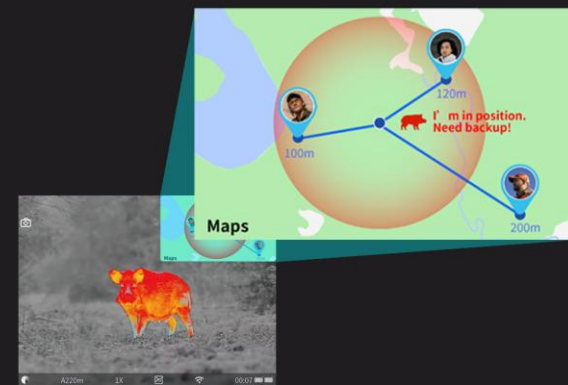 120m
I'm in position.
Need backup!
100m
200m
Maps
Maps
A220m 1X 00:07